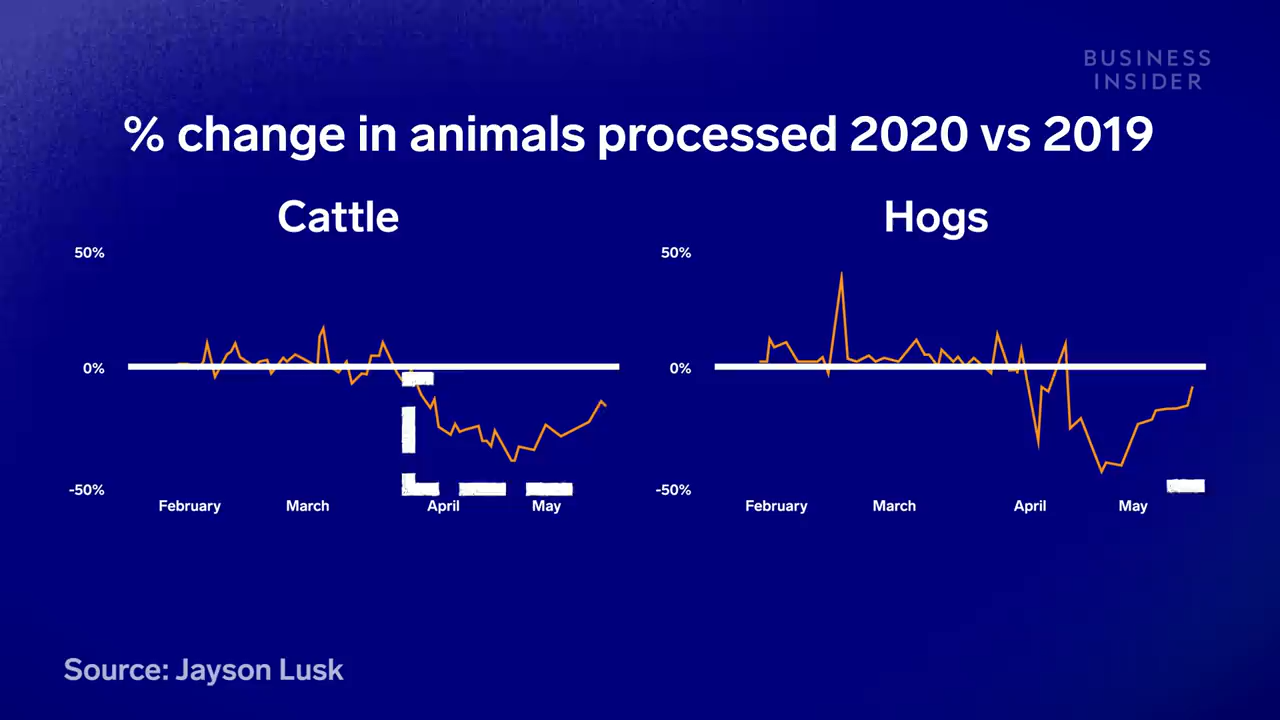 BUSINESS
INSIDER
% change in animals processed 2020 vs 2019
Cattle
50%
0%
-50%
February March April May
Hogs
50%
0%
-50%
February March April May
Source: Jayson Lusk